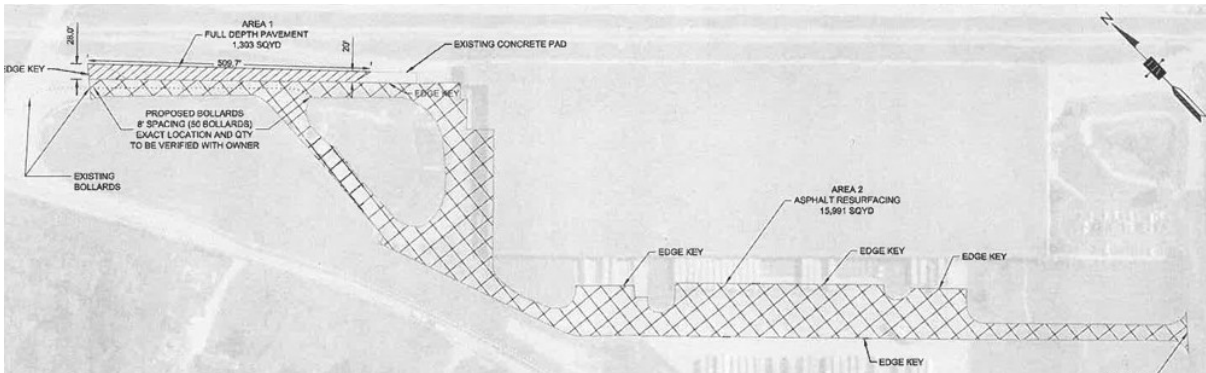 AREA 1
FULL DEPTH PAVEMENT
1,303 SQYD
28.0'
509.7'
20'
EXISTING CONCRETE PAD
EDGE KEY
EDGE KEY
PROPOSED BOLLARDS
8' SPACING (50 BOLLARDS)
EXACT LOCATION AND QTY
TO BE VERIFIED WITH OWNER
EXISTING
BOLLARDS
AREA 2
ASPHALT RESURFACING
15,991 SQYD
EDGE KEY
EDGE KEY
EDGE KEY
EDGE KEY
N